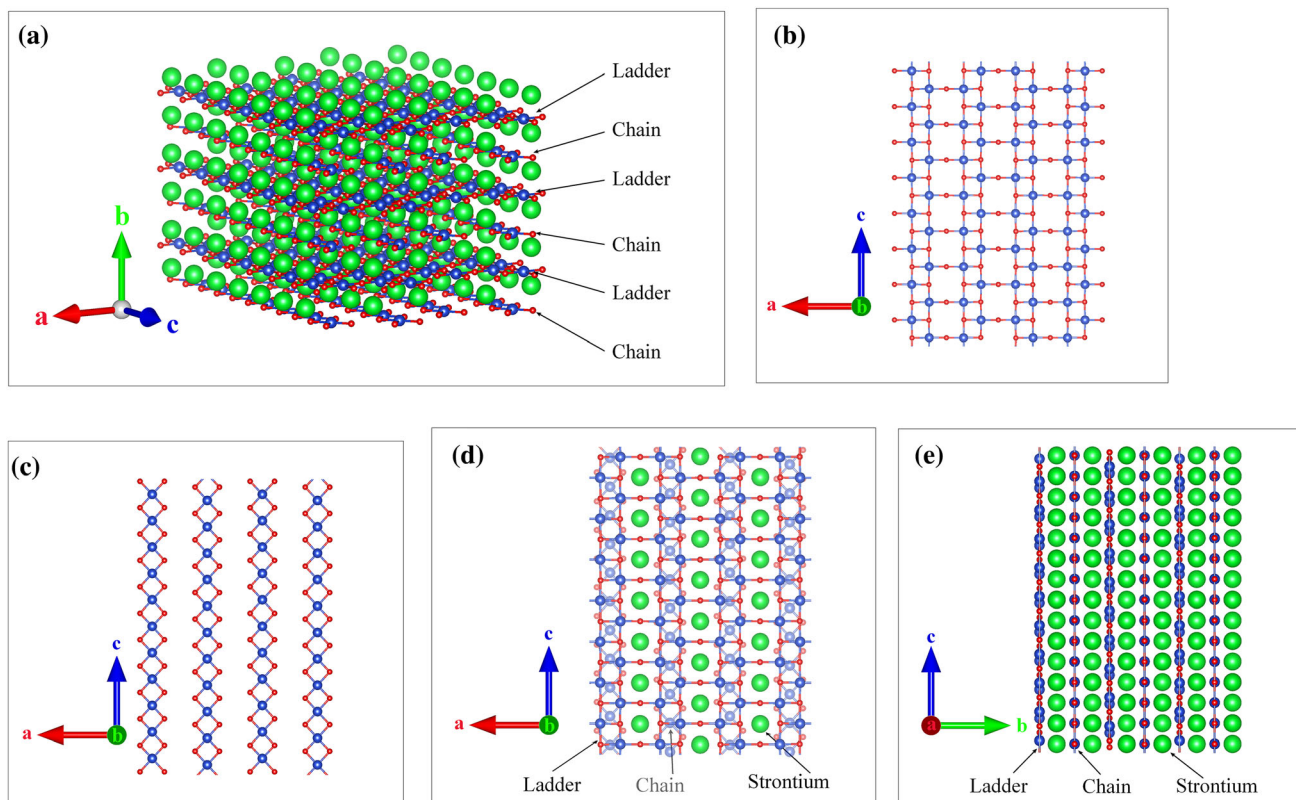 (a)
Ladder
Chain
Ladder
Chain
Ladder
Chain
b
a
c
(b)
c
a
b
(c)
c
a
b
(d)
c
a
b
Ladder
Chain
Strontium
(e)
c
a
b
Ladder
Chain
Strontium